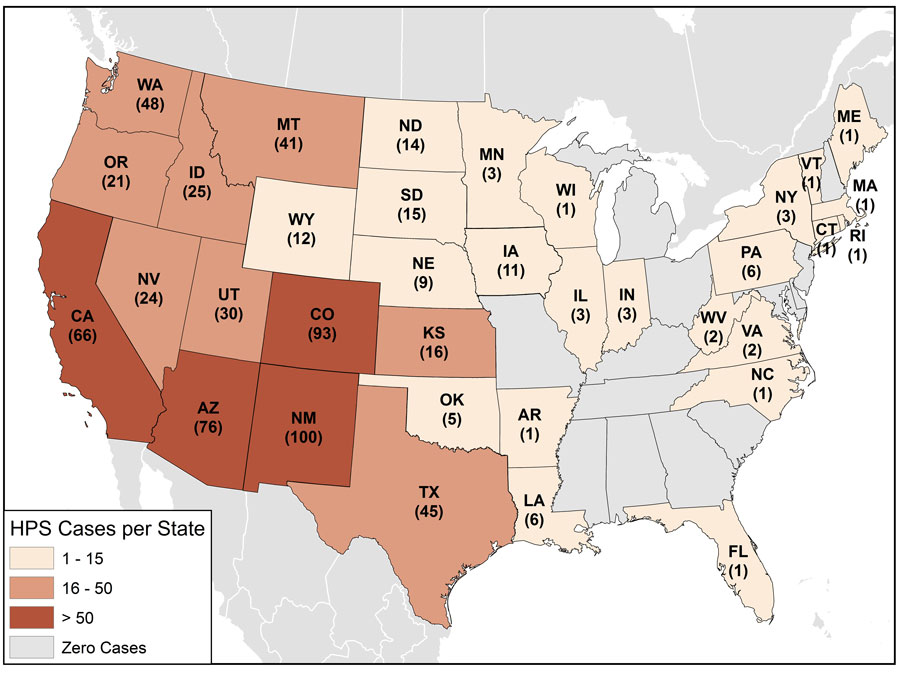 WA
(48)
MT
(41)
ND
(14)
MN
(3)
ME
(1)
OR
(21)
ID
(25)
SD
(15)
WI
(1)
VT
(1)
MA
(1)
NY
(3)
WY
(12)
CT
(1)
RI
(1)
IA
(11)
NE
(9)
PA
(6)
NV
(24)
UT
(30)
IL
(3)
IN
(3)
CA
(66)
CO
(93)
KS
(16)
WV
(2)
VA
(2)
NC
(1)
OK
(5)
AZ
(76)
NM
(100)
AR
(1)
TX
(45)
LA
(6)
FL
(1)
HPS Cases per State
1 - 15
16 - 50
> 50
Zero Cases